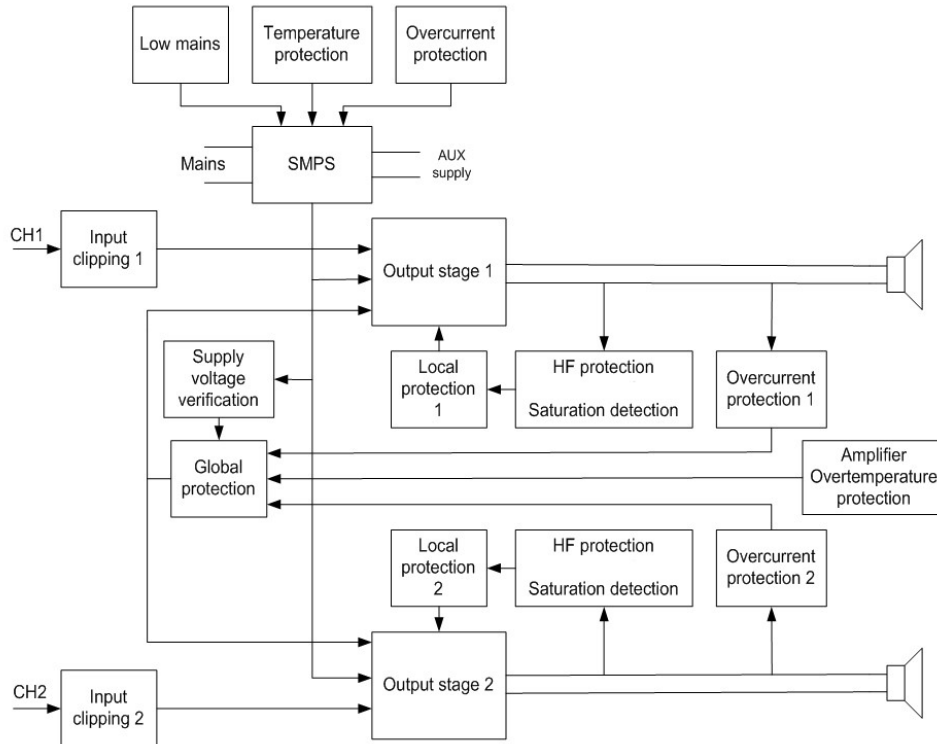 Low mains
Temperature
protection
Overcurrent
protection
Mains
SMPS
AUX
supply
CH1
Input
clipping 1
Output stage 1
Supply
voltage
verification
Local
protection
1
HF protection
Saturation detection
Overcurrent
protection 1
Global
protection
Amplifier
Overtemperature
protection
Local
protection
2
HF protection
Saturation detection
Overcurrent
protection 2
CH2
Input
clipping 2
Output stage 2